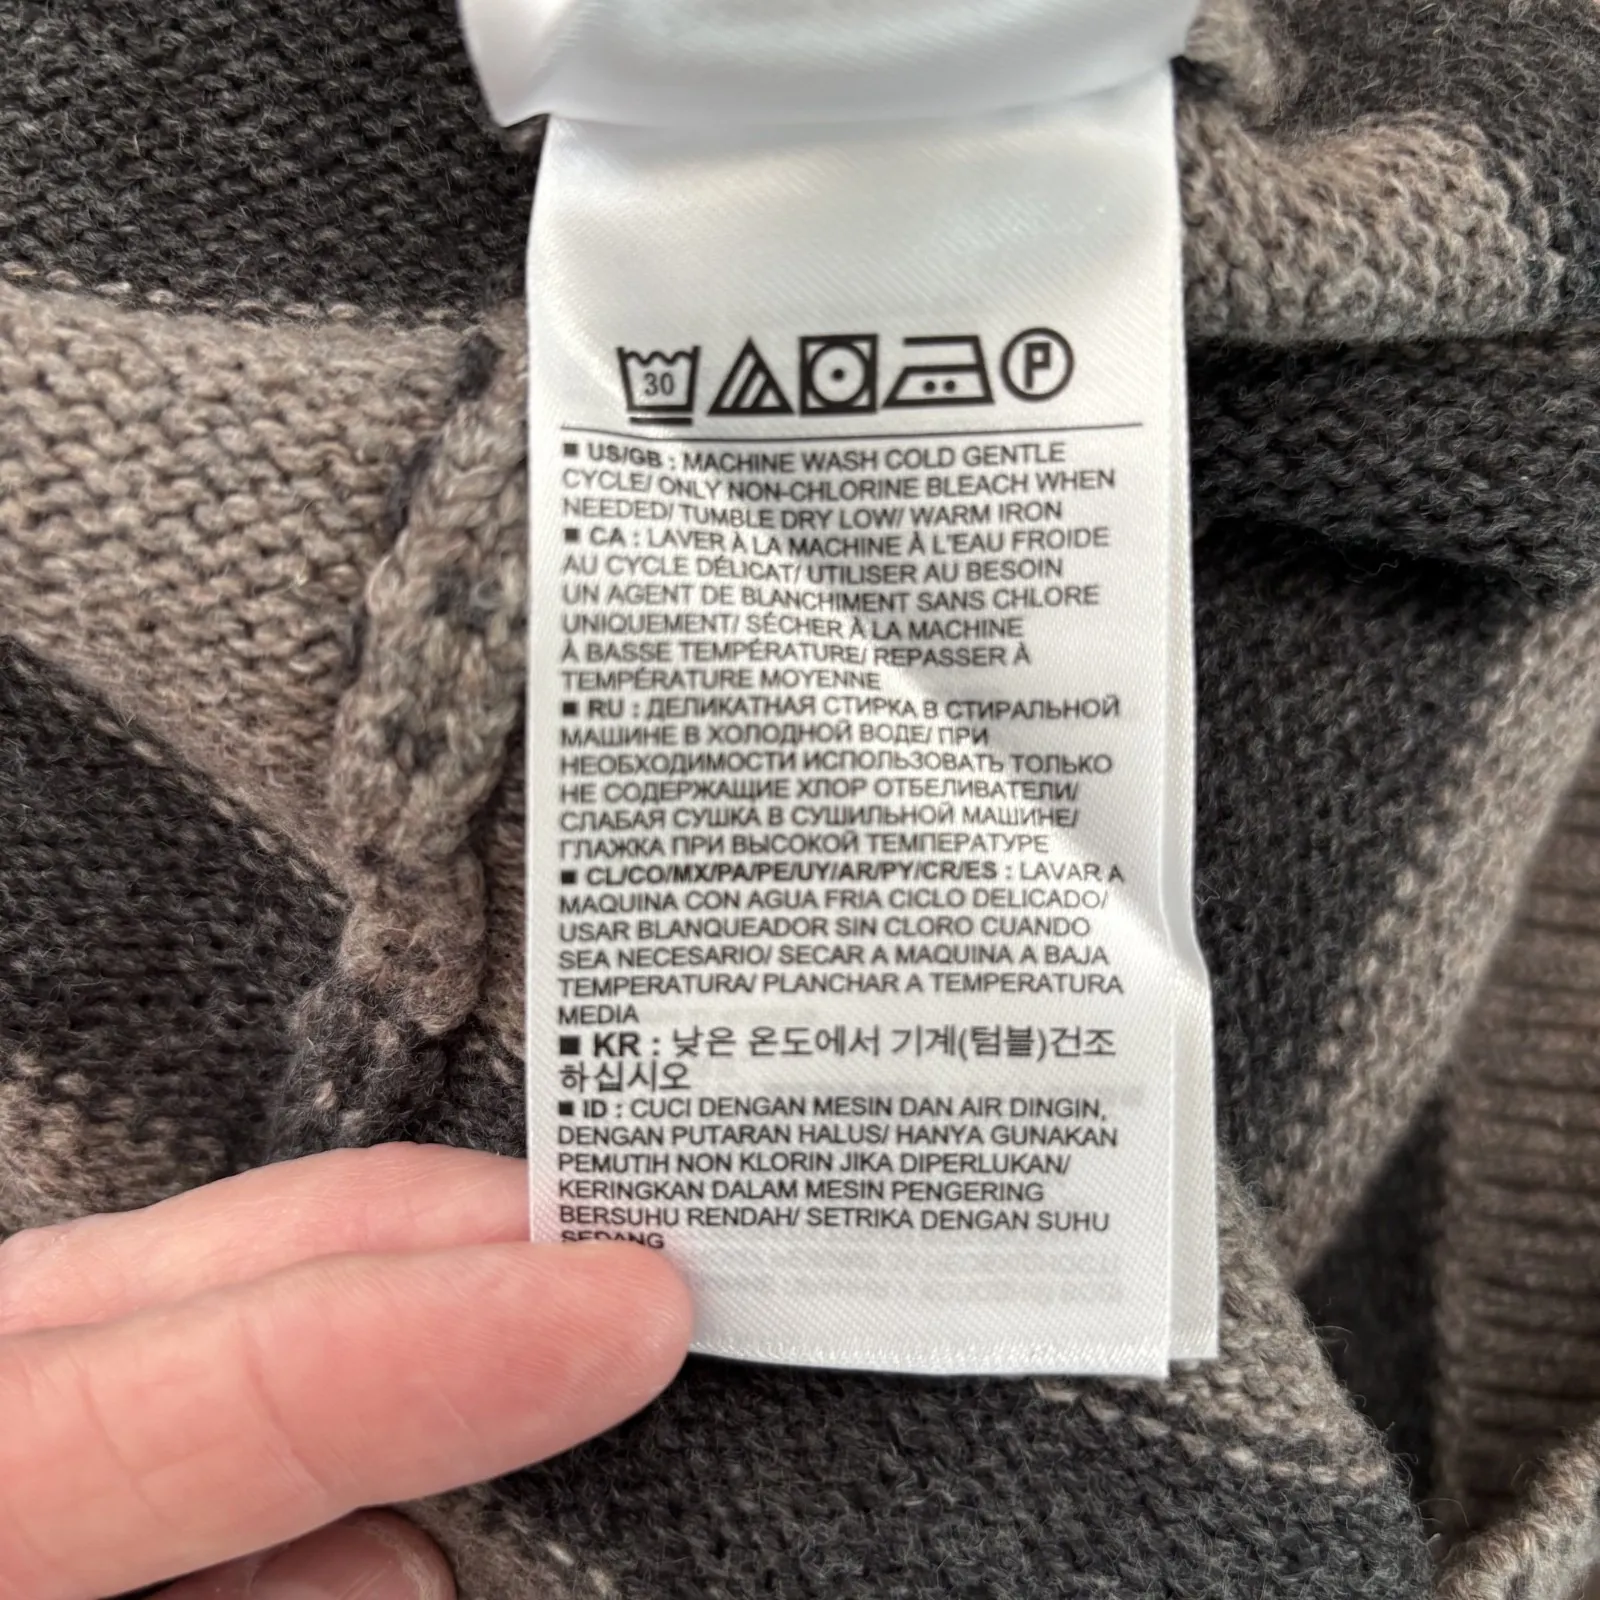 30
P
■ US/GB : MACHINE WASH COLD GENTLE
CYCLE/ ONLY NON-CHLORINE BLEACH WHEN
NEEDED/ TUMBLE DRY LOW/ WARM IRON
■ CA : LAVER À LA MACHINE À L'EAU FROIDE
AU CYCLE DÉLICAT/ UTILISER AU BESOIN
UN AGENT DE BLANCHIMENT SANS CHLORE
UNIQUEMENT/ SÉCHER À LA MACHINE
À BASSE TEMPÉRATURE/ REPASSER À
TEMPÉRATURE MOYENNE
■ RU : ДЕЛИКАТНАЯ СТИРКА В СТИРАЛЬНОЙ
МАШИНЕ В ХОЛОДНОЙ ВОДЕ/ ПРИ
НЕОБХОДИМОСТИ ИСПОЛЬЗОВАТЬ ТОЛЬКО
НЕ СОДЕРЖАЩИЕ ХЛОР ОТБЕЛИВАТЕЛИ/
СЛАБАЯ СУШКА В СУШИЛЬНОЙ МАШИНЕ/
ГЛАЖКА ПРИ ВЫСОКОЙ ТЕМПЕРАТУРЕ
■ CL/CO/MX/PA/PE/UY/AR/PY/CR/ES : LAVAR A
MAQUINA CON AGUA FRIA CICLO DELICADO/
USAR BLANQUEADOR SIN CLORO CUANDO
SEA NECESARIO/ SECAR A MAQUINA A BAJA
TEMPERATURA/ PLANCHAR A TEMPERATURA
MEDIA
■ KR : 낮은 온도에서 기계(텀블)건조
하십시오
■ ID : CUCI DENGAN MESIN DAN AIR DINGIN,
DENGAN PUTARAN HALUS/ HANYA GUNAKAN
PEMUTIH NON KLORIN JIKA DIPERLUKAN/
KERINGKAN DALAM MESIN PENGERING
BERSUHU RENDAH/ SETRIKA DENGAN SUHU
SEDANG